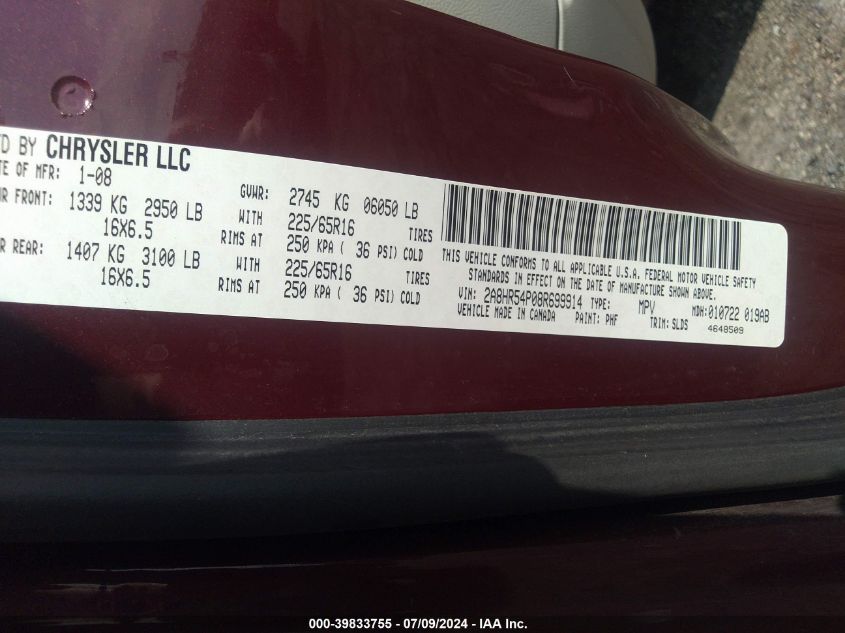 MFD BY CHRYSLER LLC
DATE OF MFR: 1-08 GVWR: 2745 KG 06050 LB
R FRONT: 1339 KG 2950 LB WITH 225/65R16 TIRES
16X6.5 RIMS AT 250 KPA ( 36 PSI) COLD
R REAR: 1407 KG 3100 LB WITH 225/65R16 TIRES
16X6.5 RIMS AT 250 KPA ( 36 PSI) COLD
THIS VEHICLE CONFORMS TO ALL APPLICABLE U.S.A. FEDERAL MOTOR VEHICLE SAFETY
STANDARDS IN EFFECT ON THE DATE OF MANUFACTURE SHOWN ABOVE.
VIN: 2A8HR54P08R699914 TYPE: MPV MDH:010722 019AB
VEHICLE MADE IN CANADA PAINT: PHF TRIM: SLDS 4648509
000-39833755 - 07/09/2024 - IAA Inc.